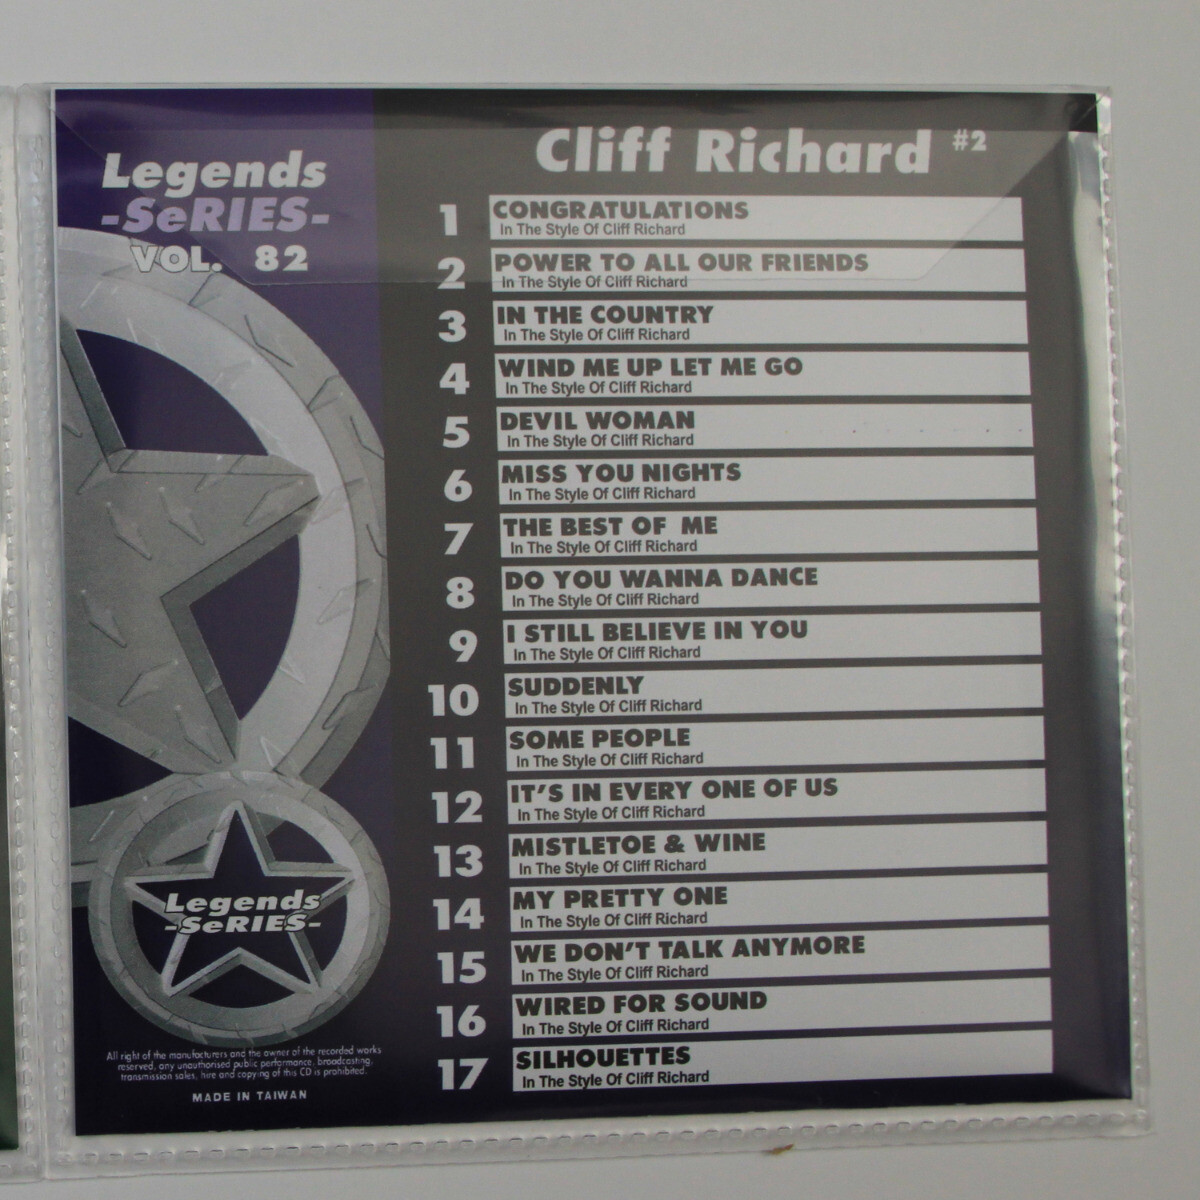 Legends
-SeRIES-
VOL. 82
Cliff Richard #2
1 CONGRATULATIONS
In The Style Of Cliff Richard
2 POWER TO ALL OUR FRIENDS
In The Style Of Cliff Richard
3 IN THE COUNTRY
In The Style Of Cliff Richard
4 WIND ME UP LET ME GO
In The Style Of Cliff Richard
5 DEVIL WOMAN
In The Style Of Cliff Richard
6 MISS YOU NIGHTS
In The Style Of Cliff Richard
7 THE BEST OF ME
In The Style Of Cliff Richard
8 DO YOU WANNA DANCE
In The Style Of Cliff Richard
9 I STILL BELIEVE IN YOU
In The Style Of Cliff Richard
10 SUDDENLY
In The Style Of Cliff Richard
11 SOME PEOPLE
In The Style Of Cliff Richard
12 IT'S IN EVERY ONE OF US
In The Style Of Cliff Richard
13 MISTLETOE & WINE
In The Style Of Cliff Richard
14 MY PRETTY ONE
In The Style Of Cliff Richard
15 WE DON'T TALK ANYMORE
In The Style Of Cliff Richard
16 WIRED FOR SOUND
In The Style Of Cliff Richard
17 SILHOUETTES
In The Style Of Cliff Richard
Legends
-SeRIES-
All right of the manufacturers and the owner of the recorded works
reserved, any unauthorised public performance, broadcasting,
transmission sales, hire and copying of this CD is prohibited.
MADE IN TAIWAN